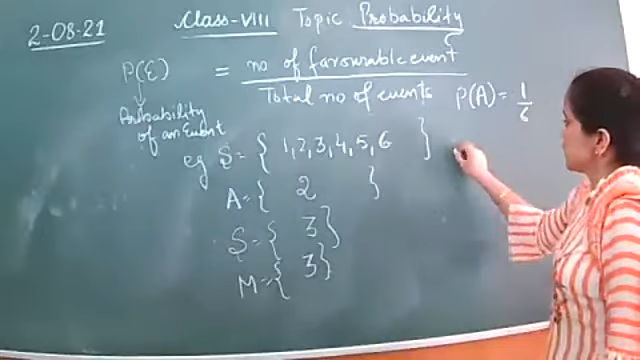 2-08-21 Class-VIII Topic Probability
P(E) = no of favourable event / Total no of events
Probability of an Event
P(A) = 1/6
eg S = { 1, 2, 3, 4, 5, 6 }
A = { 2 }
S = { 3 }
M = { 3 }